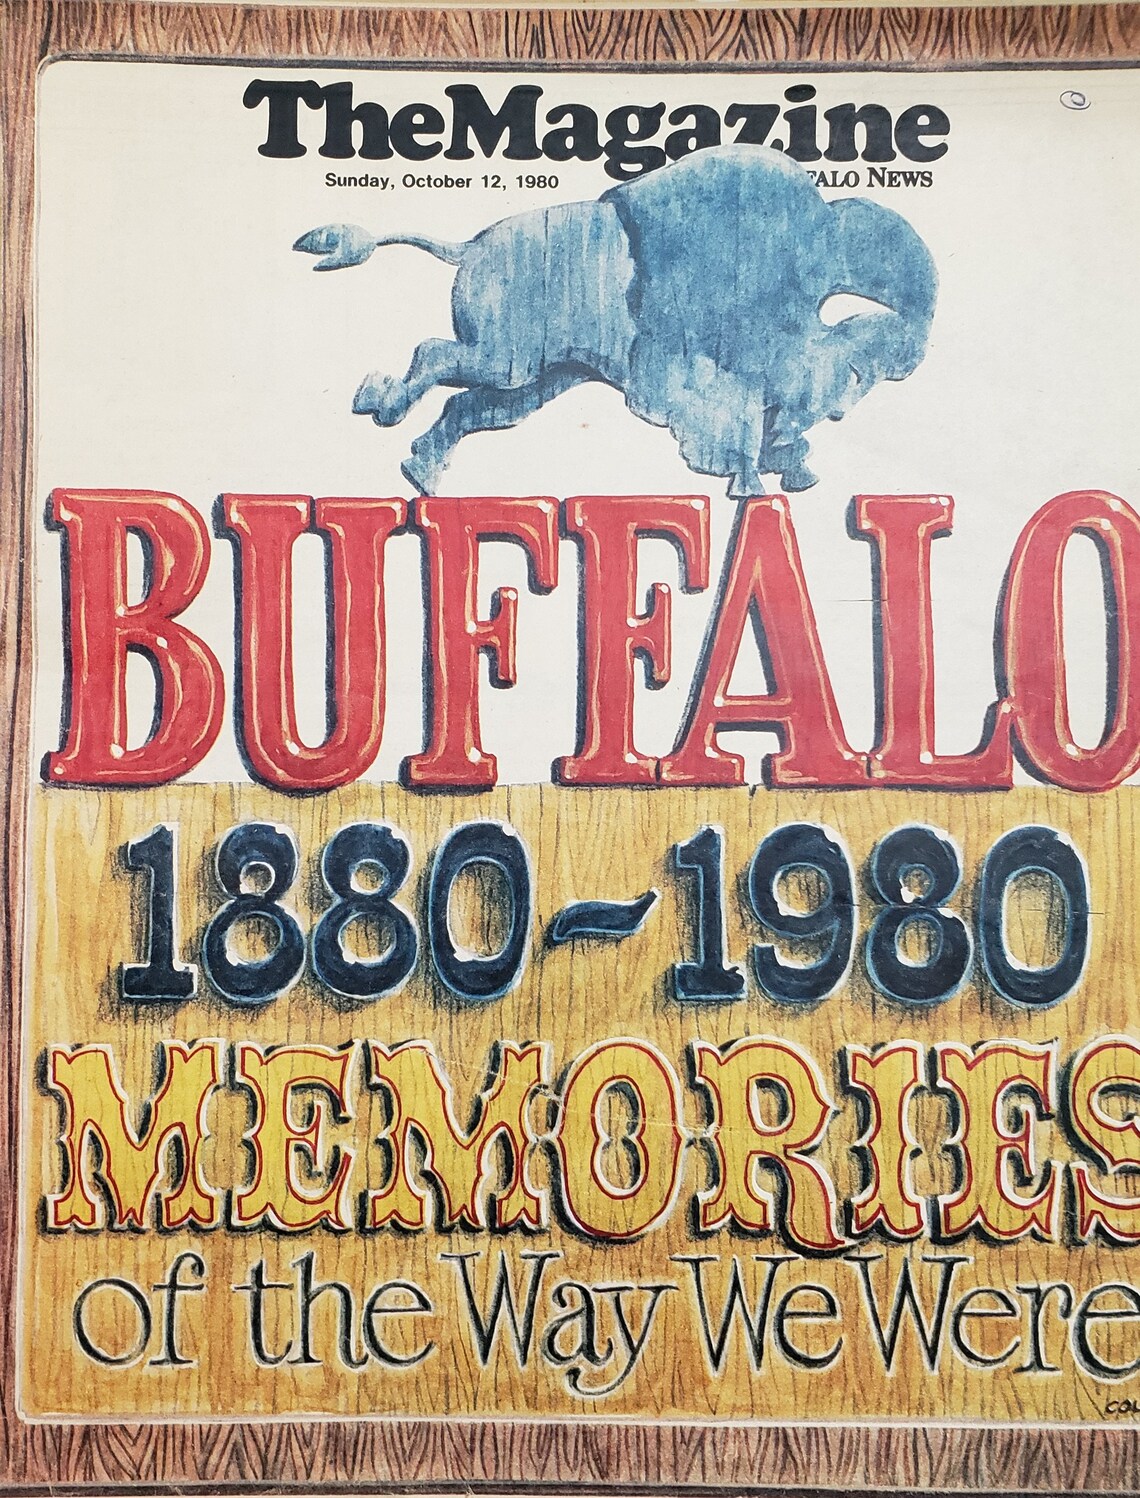 TheMagazine
Sunday, October 12, 1980
FALO NEWS
BUFFALO
1880~1980
MEMORIES
of the Way We Were